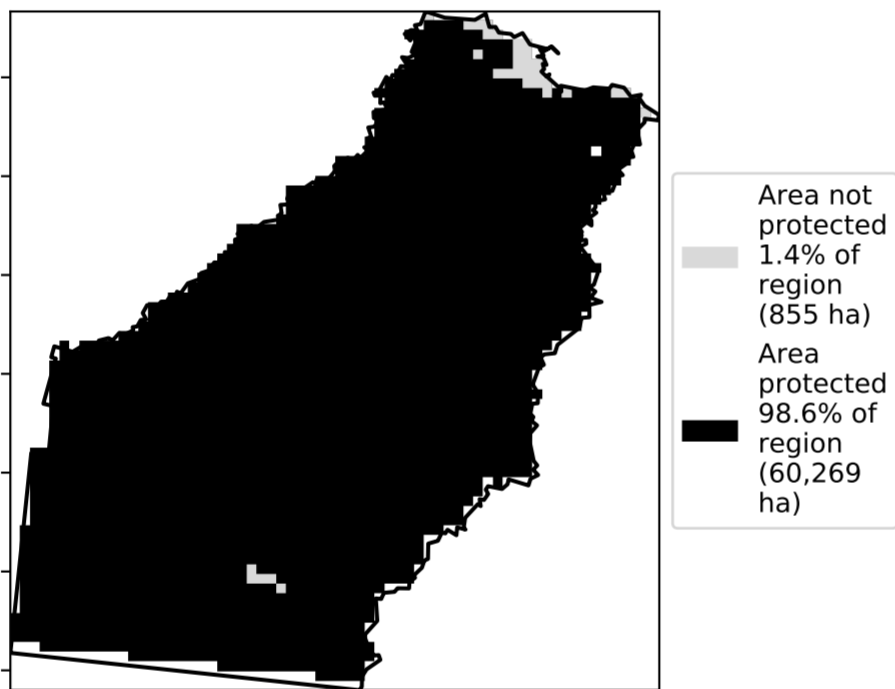 Area not
protected
1.4% of
region
(855 ha)
Area
protected
98.6% of
region
(60,269
ha)